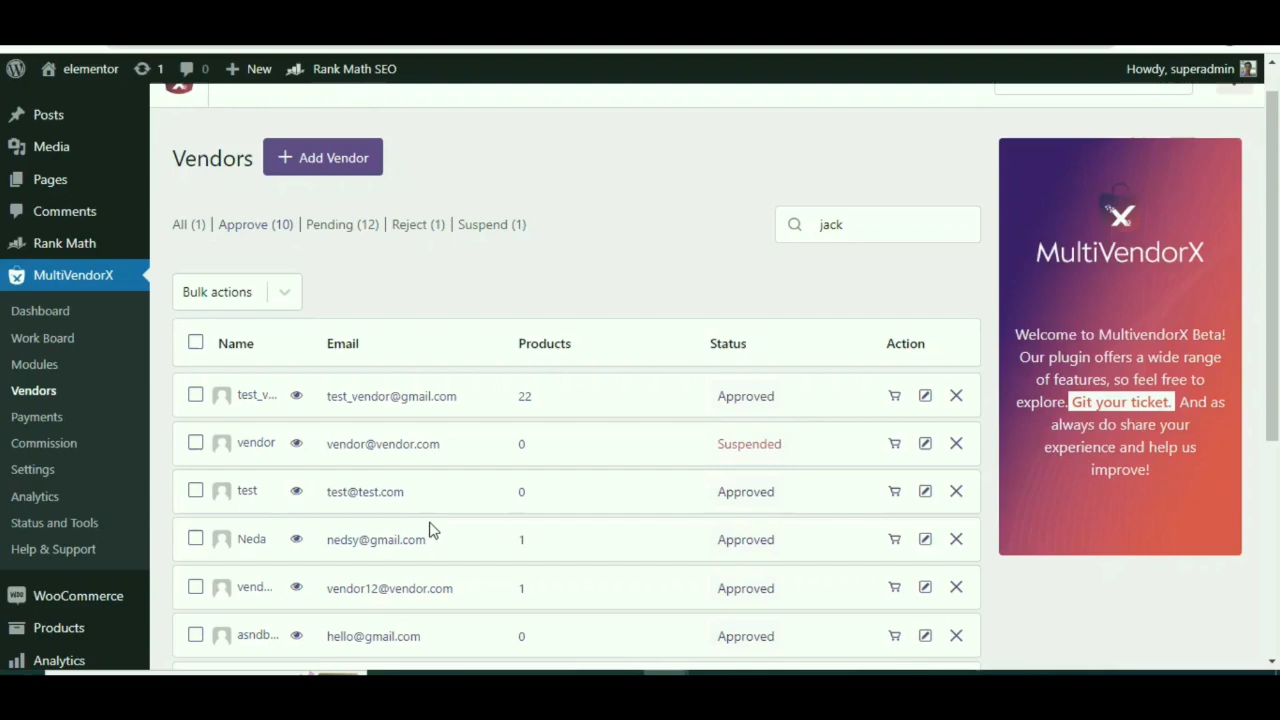 elementor 1 0 New Rank Math SEO Howdy, superadmin
Posts
Media
Pages
Comments
Rank Math
MultiVendorX
Dashboard
Work Board
Modules
Vendors
Payments
Commission
Settings
Analytics
Status and Tools
Help & Support
WooCommerce
Products
Analytics
Vendors + Add Vendor
All (1) | Approve (10) | Pending (12) | Reject (1) | Suspend (1)
jack
Bulk actions
Name Email Products Status Action
test_v... test_vendor@gmail.com 22 Approved
vendor vendor@vendor.com 0 Suspended
test test@test.com 0 Approved
Neda nedsy@gmail.com 1 Approved
vend... vendor12@vendor.com 1 Approved
asndb... hello@gmail.com 0 Approved
MultiVendorX
Welcome to MultivendorX Beta!
Our plugin offers a wide range
of features, so feel free to
explore. Git your ticket. And as
always do share your
experience and help us
improve!